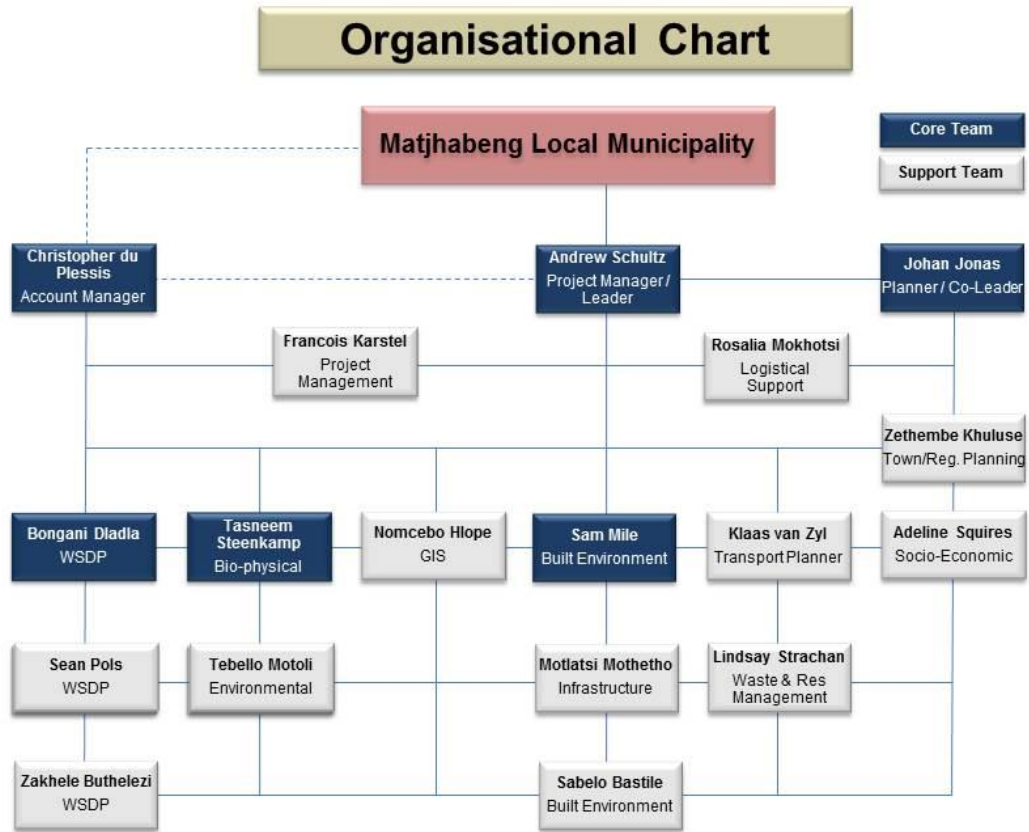 Organisational Chart
Matjhabeng Local Municipality
Core Team
Support Team
Christopher du
Plessis
Account Manager
Andrew Schultz
Project Manager /
Leader
Johan Jonas
Planner / Co-Leader
Francois Karstel
Project
Management
Rosalia Mokhotsi
Logistical
Support
Zethembe Khuluse
Town/Reg. Planning
Bongani Dladla
WSDP
Tasneem
Steenkamp
Bio-physical
Nomcebo Hlope
GIS
Sam Mile
Built Environment
Klaas van Zyl
Transport Planner
Adeline Squires
Socio-Economic
Sean Pols
WSDP
Tebello Motoli
Environmental
Motlatsi Mothetho
Infrastructure
Lindsay Strachan
Waste & Res
Management
Zakhele Buthelezi
WSDP
Sabelo Bastile
Built Environment